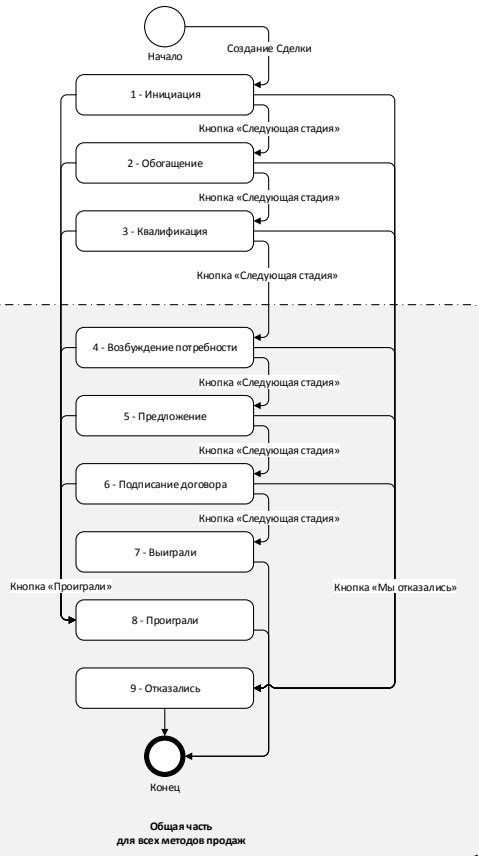 Начало
Создание Сделки
1 - Инициация
Кнопка «Следующая стадия»
2 - Обогащение
Кнопка «Следующая стадия»
3 - Квалификация
Кнопка «Следующая стадия»
4 - Возбуждение потребности
Кнопка «Следующая стадия»
5 - Предложение
Кнопка «Следующая стадия»
6 - Подписание договора
Кнопка «Следующая стадия»
7 - Выиграли
Кнопка «Проиграли»
Кнопка «Мы отказались»
8 - Проиграли
9 - Отказались
Конец
Общая часть
для всех методов продаж